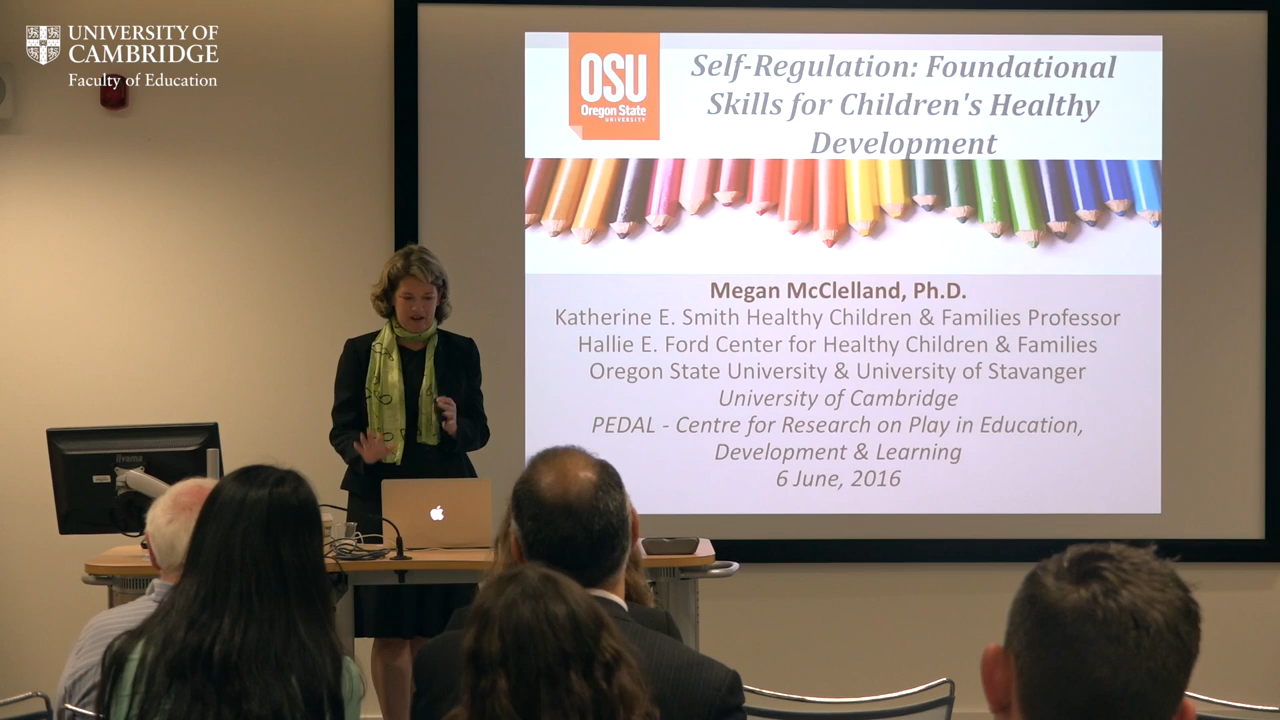 UNIVERSITY OF
CAMBRIDGE
Faculty of Education
OSU
Oregon State
UNIVERSITY
Self-Regulation: Foundational
Skills for Children's Healthy
Development
Megan McClelland, Ph.D.
Katherine E. Smith Healthy Children & Families Professor
Hallie E. Ford Center for Healthy Children & Families
Oregon State University & University of Stavanger
University of Cambridge
PEDAL - Centre for Research on Play in Education,
Development & Learning
6 June, 2016
iiyama